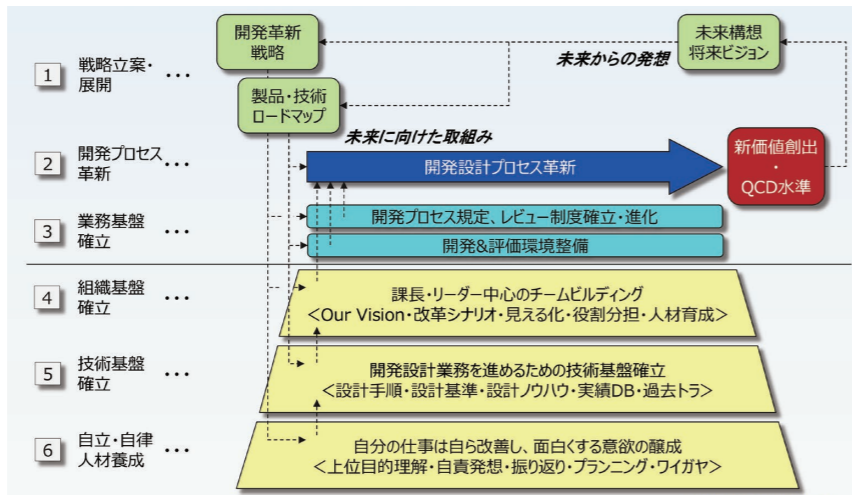 開発革新
戦略
未来構想
将来ビジョン
未来からの発想
1 戦略立案・
展開 ・・・
製品・技術
ロードマップ
未来に向けた取組み
2 開発プロセス
革新 ・・・
開発設計プロセス革新
新価値創出
・
QCD水準
3 業務基盤
確立 ・・・
開発プロセス規定、レビュー制度確立・進化
開発&評価環境整備
4 組織基盤
確立 ・・・
課長・リーダー中心のチームビルディング
<Our Vision・改革シナリオ・見える化・役割分担・人材育成>
5 技術基盤
確立 ・・・
開発設計業務を進めるための技術基盤確立
<設計手順・設計基準・設計ノウハウ・実績DB・過去トラ>
6 自立・自律
人材養成 ・・・
自分の仕事は自ら改善し、面白くする意欲の醸成
<上位目的理解・自責発想・振り返り・プランニング・ワイガヤ>